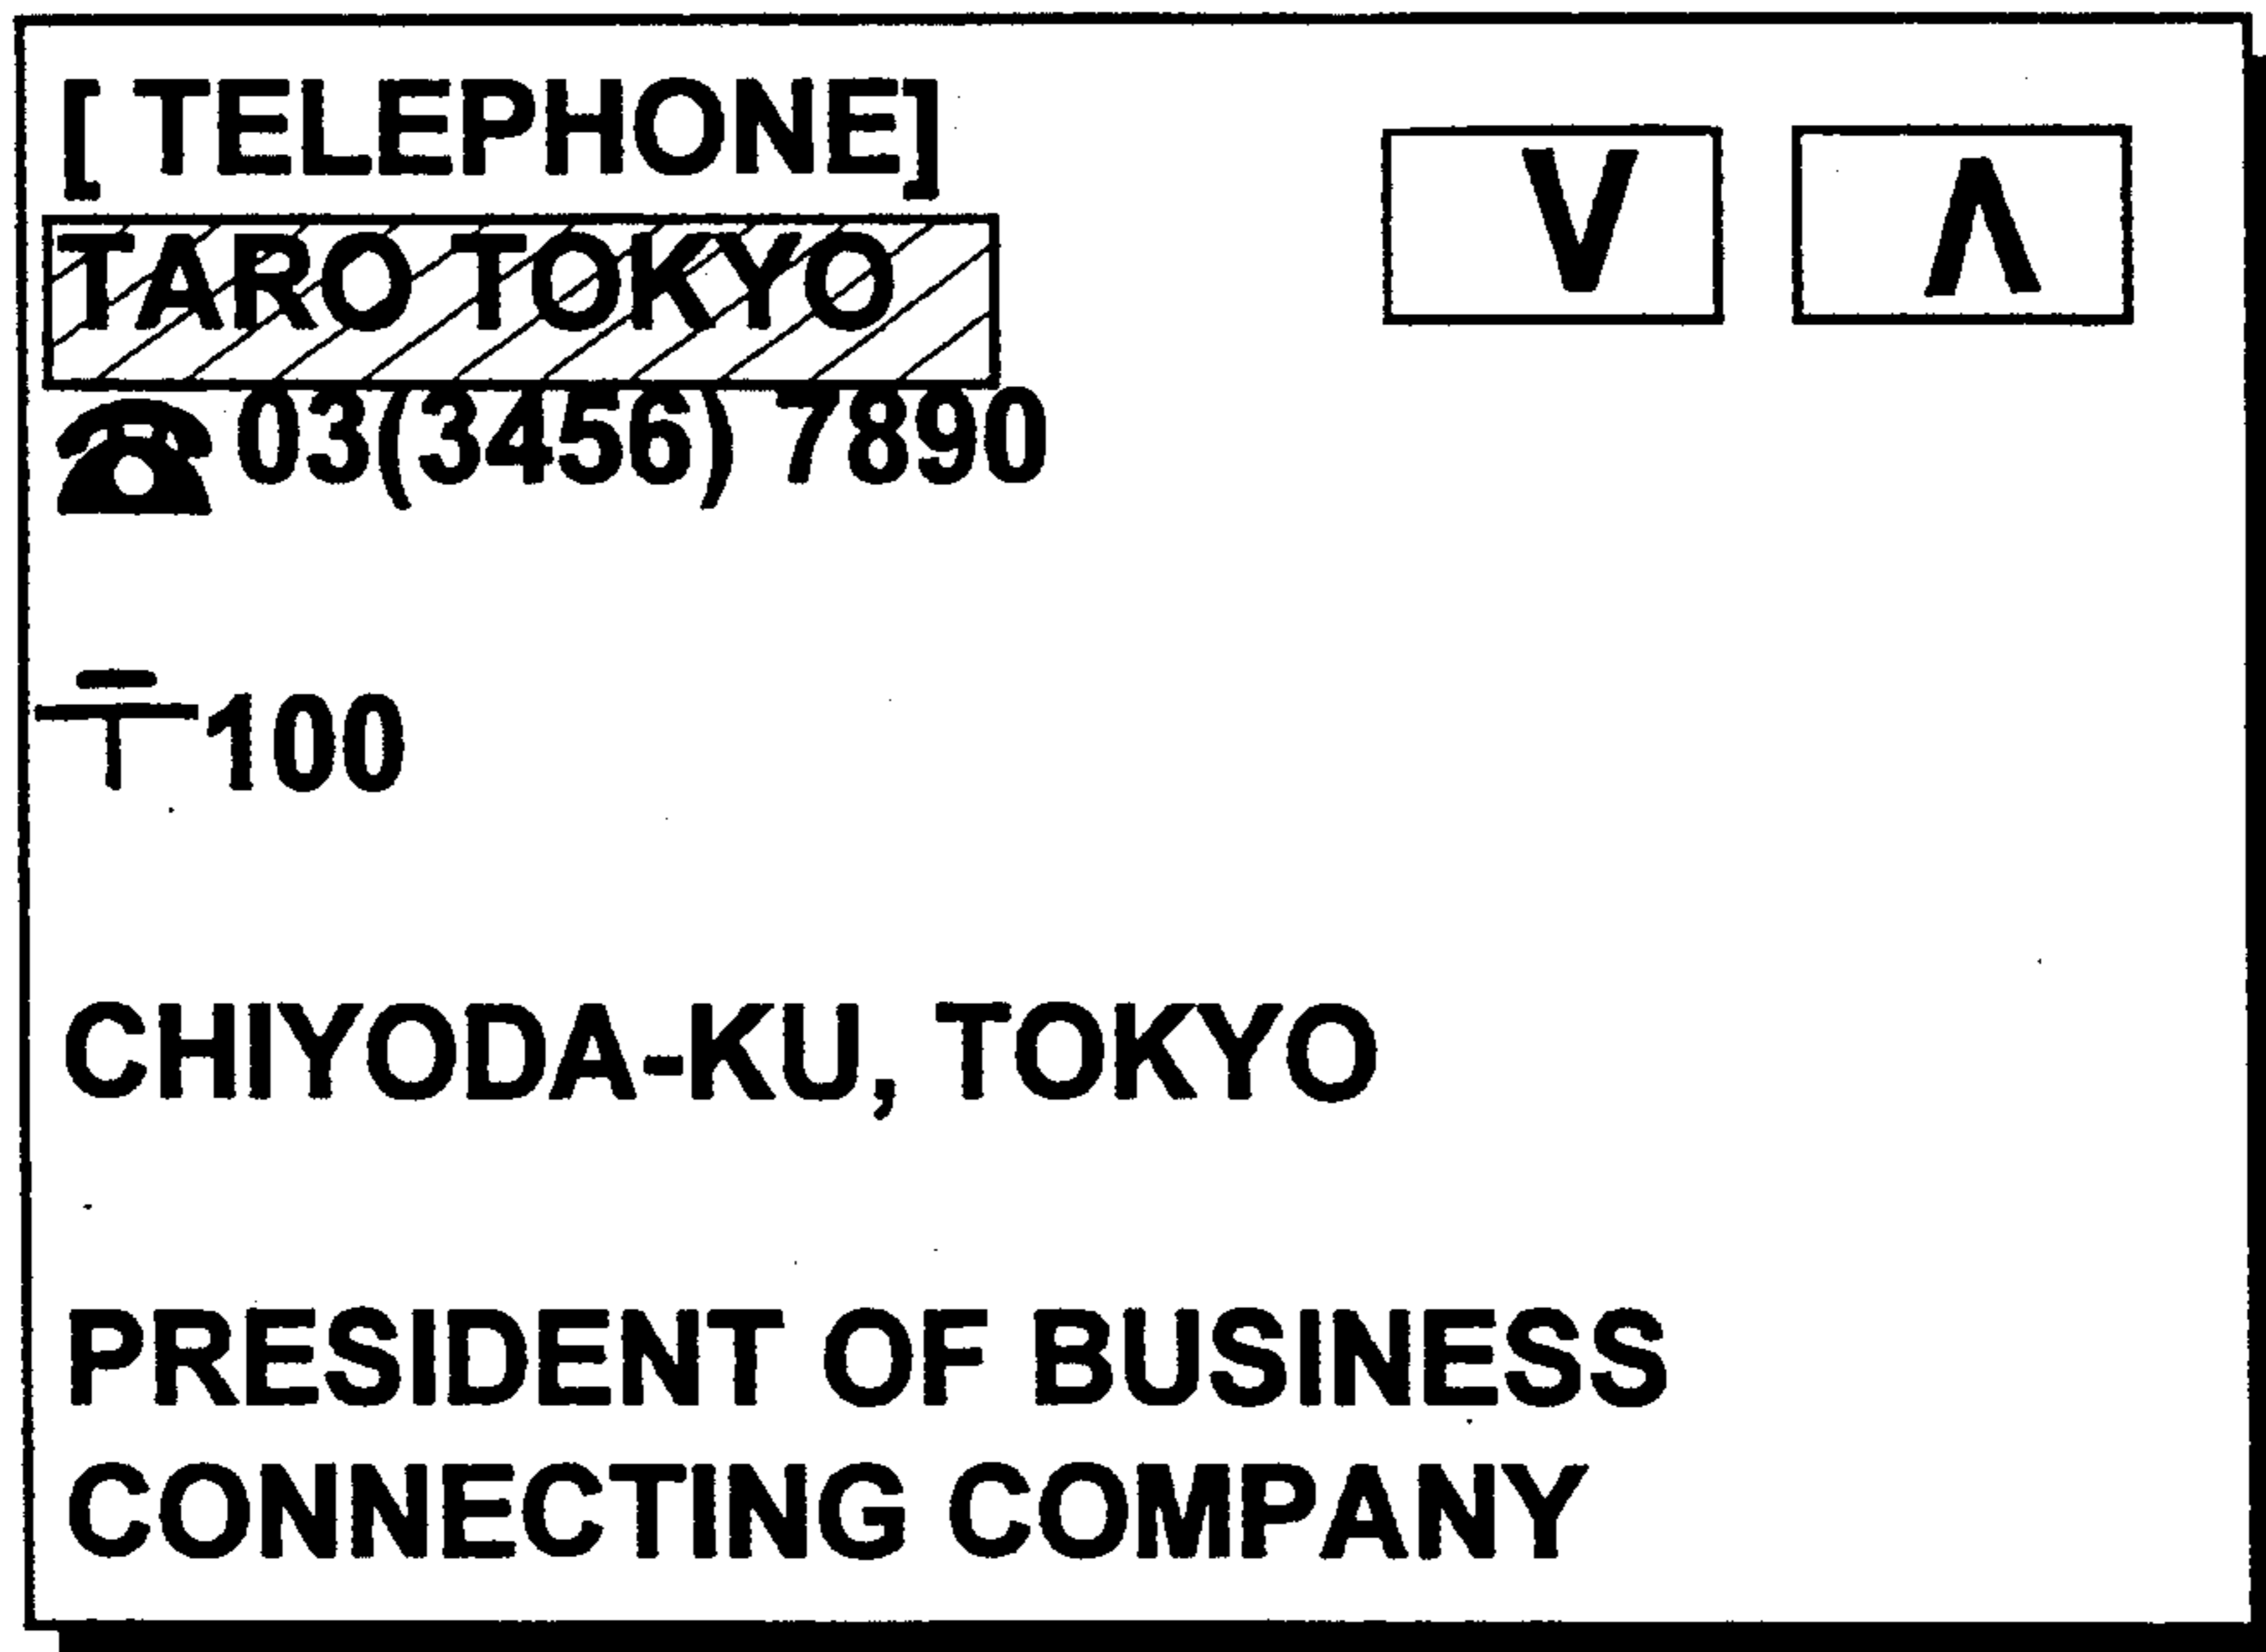 [ TELEPHONE]
V Λ
TARO TOKYO
☎ 03(3456) 7890
〒100
CHIYODA-KU, TOKYO
PRESIDENT OF BUSINESS
CONNECTING COMPANY